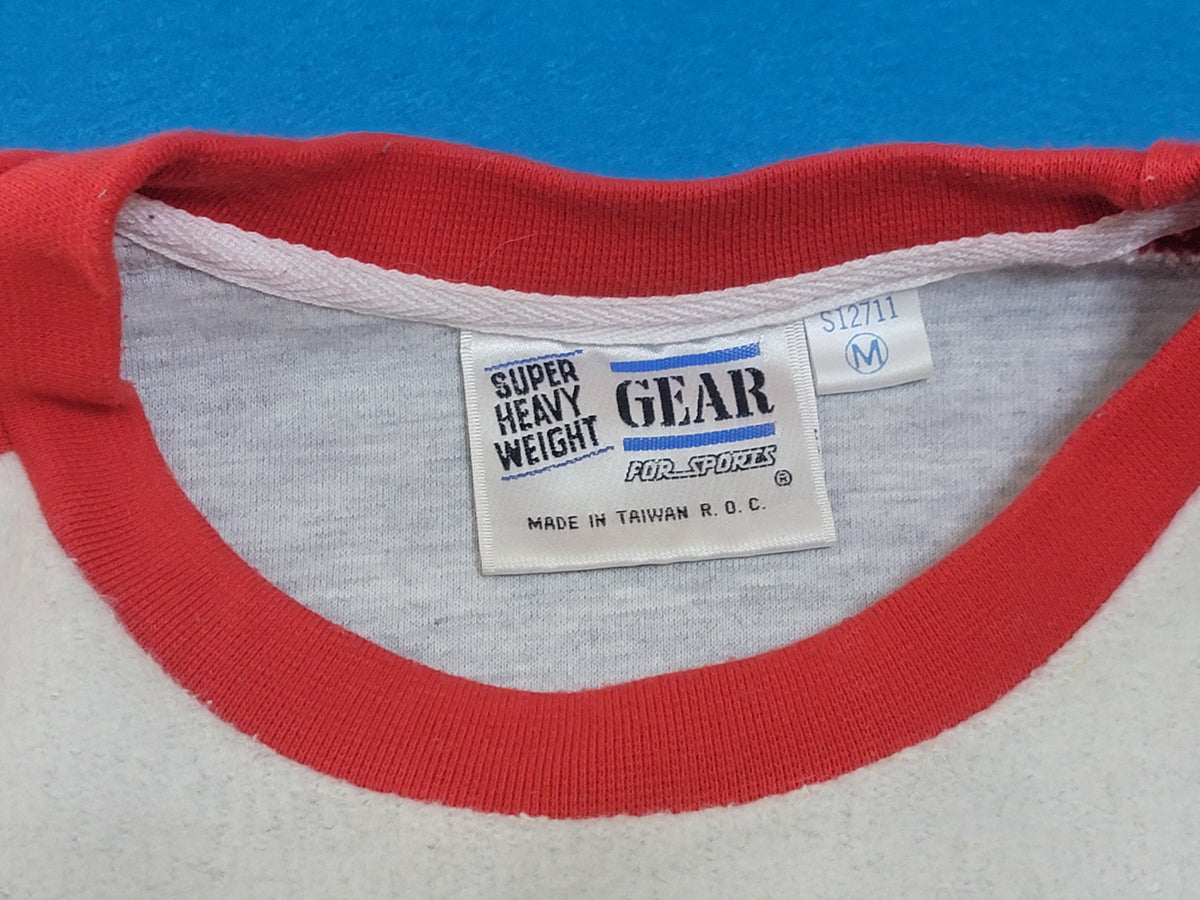 SUPER
HEAVY
WEIGHT
GEAR
FOR SPORTS
®
MADE IN TAIWAN R.O.C.
S12711
M